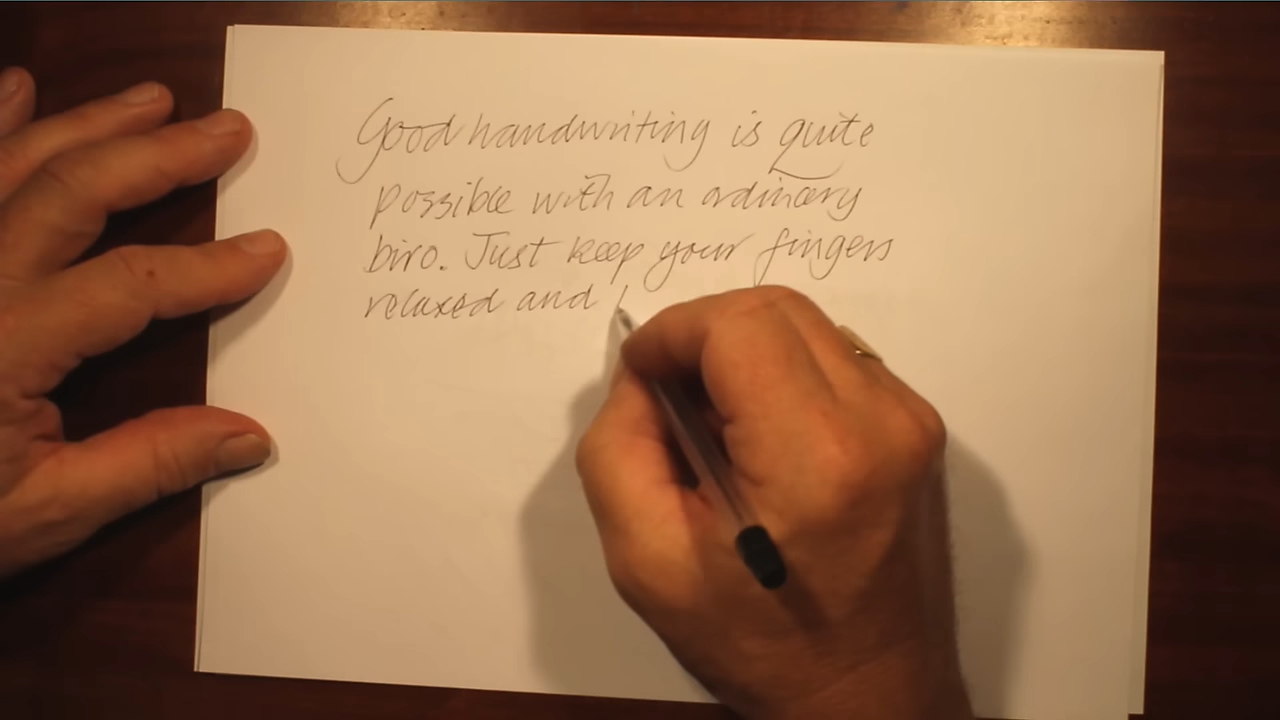 Good handwriting is quite
possible with an ordinary
biro. Just keep your fingers
relaxed and